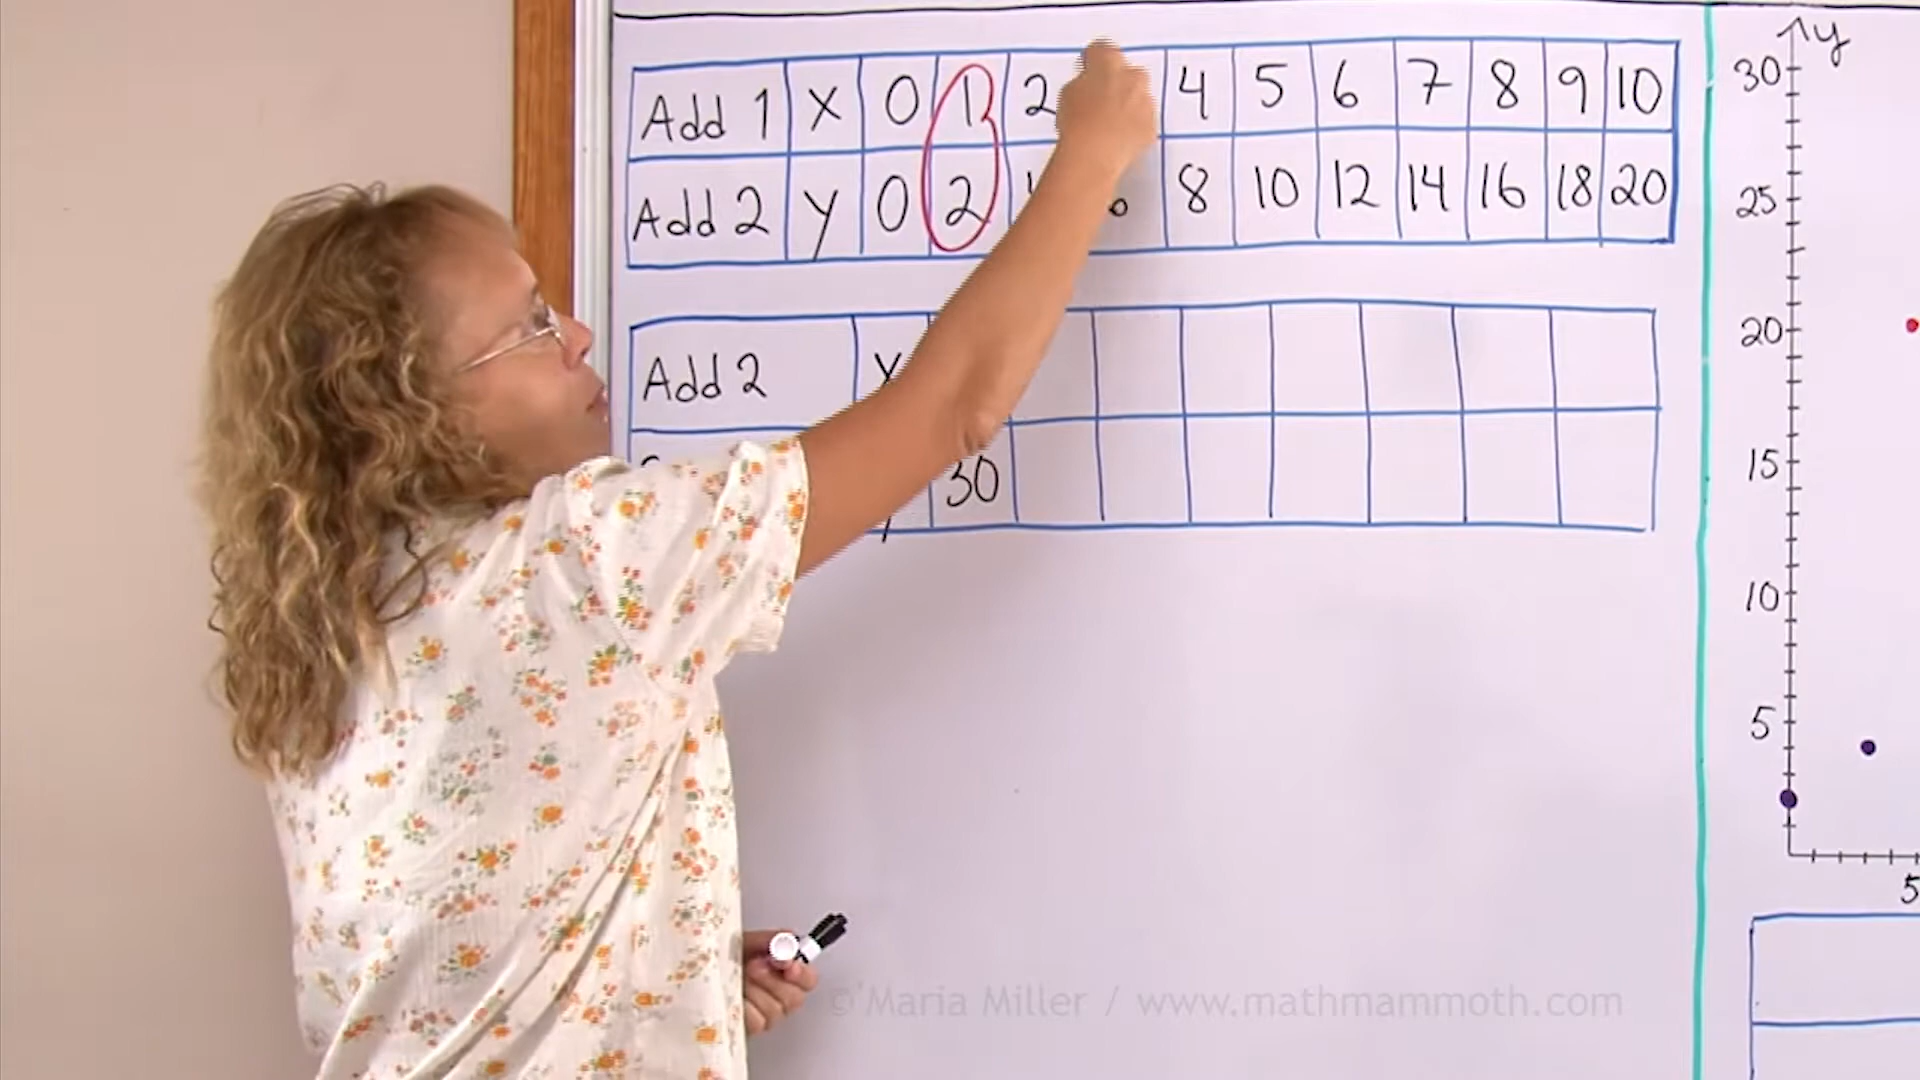 Add 1 x 0 1 2 4 5 6 7 8 9 10
Add 2 y 0 2 8 10 12 14 16 18 20
Add 2 x
30
y
30
25
20
15
10
5
5
© Maria Miller / www.mathmammoth.com